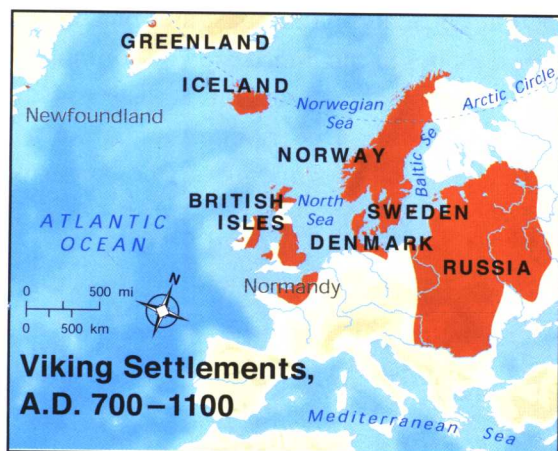 GREENLAND
ICELAND
Newfoundland
Norwegian
Sea
Arctic Circle
NORWAY
Baltic Se
BRITISH
ISLES
North
Sea
SWEDEN
DENMARK
ATLANTIC
OCEAN
RUSSIA
Normandy
N
0 500 mi
0 500 km
Viking Settlements,
A.D. 700–1100
Mediterranean Sea